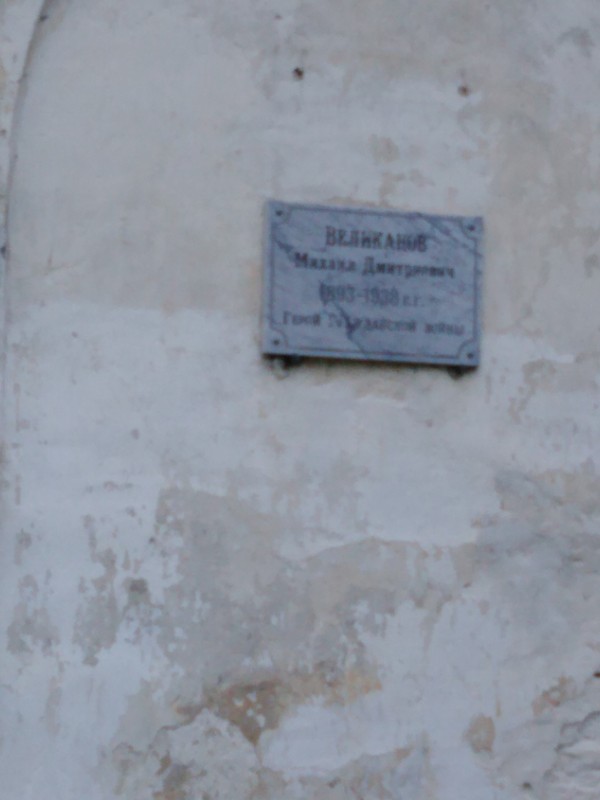 ВЕЛИКАНОВ
Михаил Дмитриевич
1893-1938 г.г.
Герой Гражданской войны